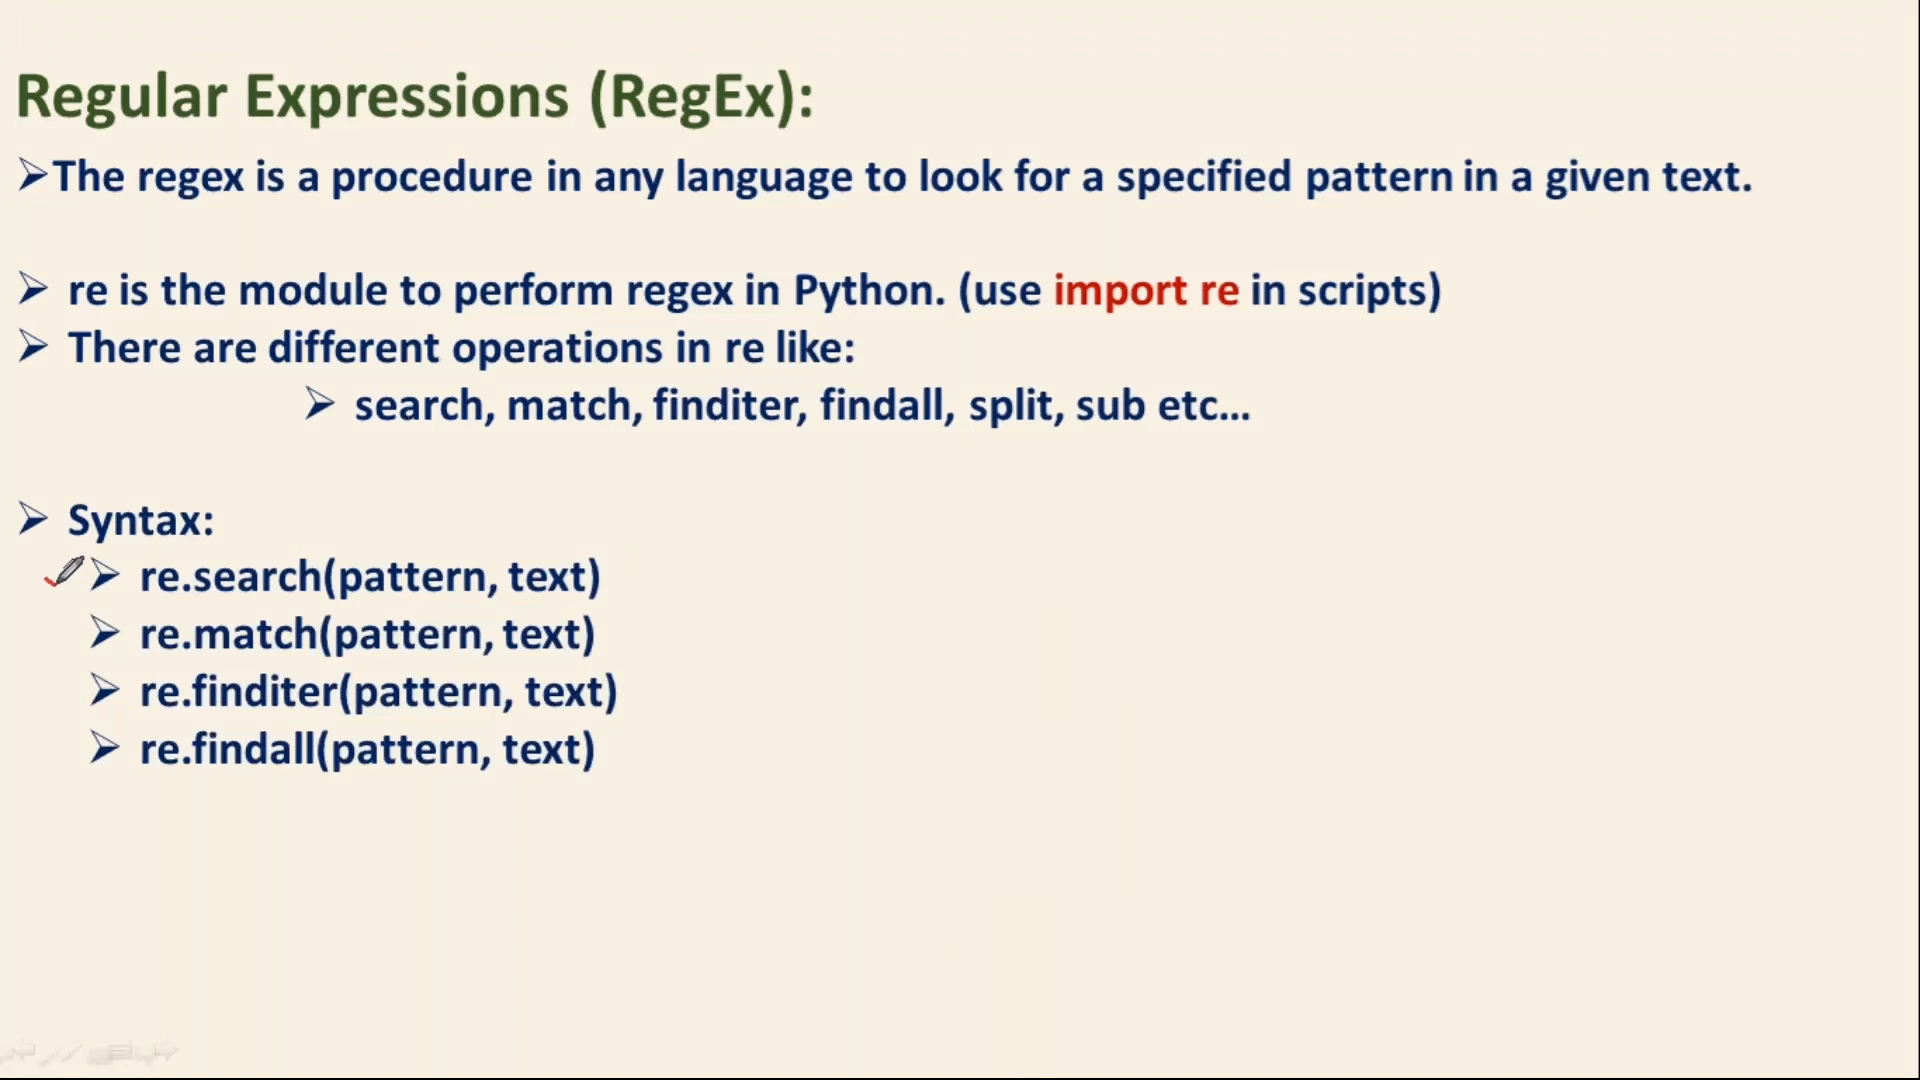 Regular Expressions (RegEx):
➢The regex is a procedure in any language to look for a specified pattern in a given text.
➢ re is the module to perform regex in Python. (use import re in scripts)
➢ There are different operations in re like:
➢ search, match, finditer, findall, split, sub etc...
➢ Syntax:
➢ re.search(pattern, text)
➢ re.match(pattern, text)
➢ re.finditer(pattern, text)
➢ re.findall(pattern, text)